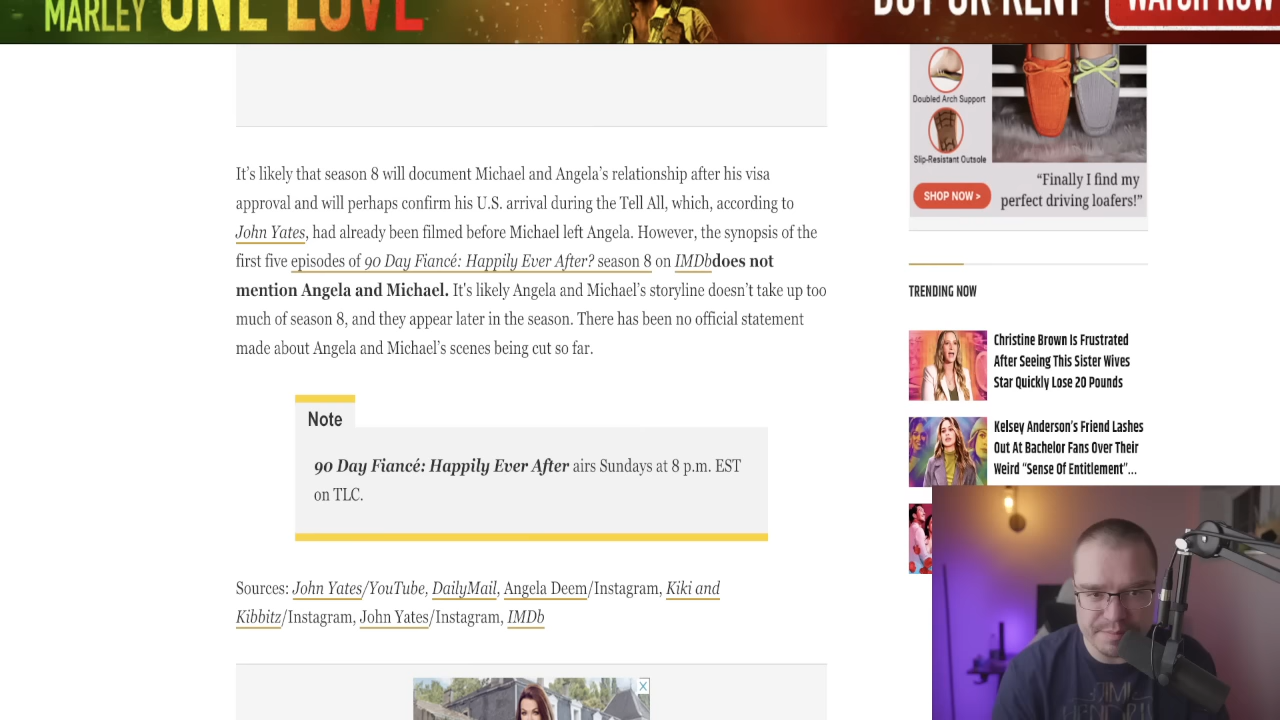 MARLEY ONE LOVE
BUY OR RENT
WATCH NOW
Doubled Arch Support
Slip-Resistant Outsole
SHOP NOW >
“Finally I find my
perfect driving loafers!”
It’s likely that season 8 will document Michael and Angela’s relationship after his visa
approval and will perhaps confirm his U.S. arrival during the Tell All, which, according to
John Yates, had already been filmed before Michael left Angela. However, the synopsis of the
first five episodes of 90 Day Fiancé: Happily Ever After? season 8 on IMDbdoes not
mention Angela and Michael. It's likely Angela and Michael’s storyline doesn’t take up too
much of season 8, and they appear later in the season. There has been no official statement
made about Angela and Michael’s scenes being cut so far.
Note
90 Day Fiancé: Happily Ever After airs Sundays at 8 p.m. EST
on TLC.
Sources: John Yates/YouTube, DailyMail, Angela Deem/Instagram, Kiki and
Kibbitz/Instagram, John Yates/Instagram, IMDb
TRENDING NOW
Christine Brown Is Frustrated
After Seeing This Sister Wives
Star Quickly Lose 20 Pounds
Kelsey Anderson’s Friend Lashes
Out At Bachelor Fans Over Their
Weird “Sense Of Entitlement”...
JIMI
HENDRIX